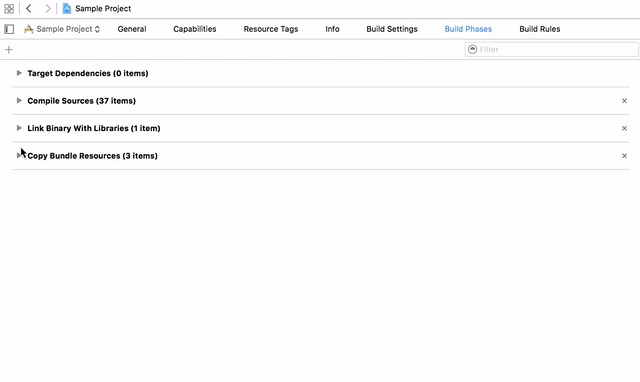 Sample Project
Sample Project General Capabilities Resource Tags Info Build Settings Build Phases Build Rules
Filter
Target Dependencies (0 items)
Compile Sources (37 items)
Link Binary With Libraries (1 item)
Copy Bundle Resources (3 items)